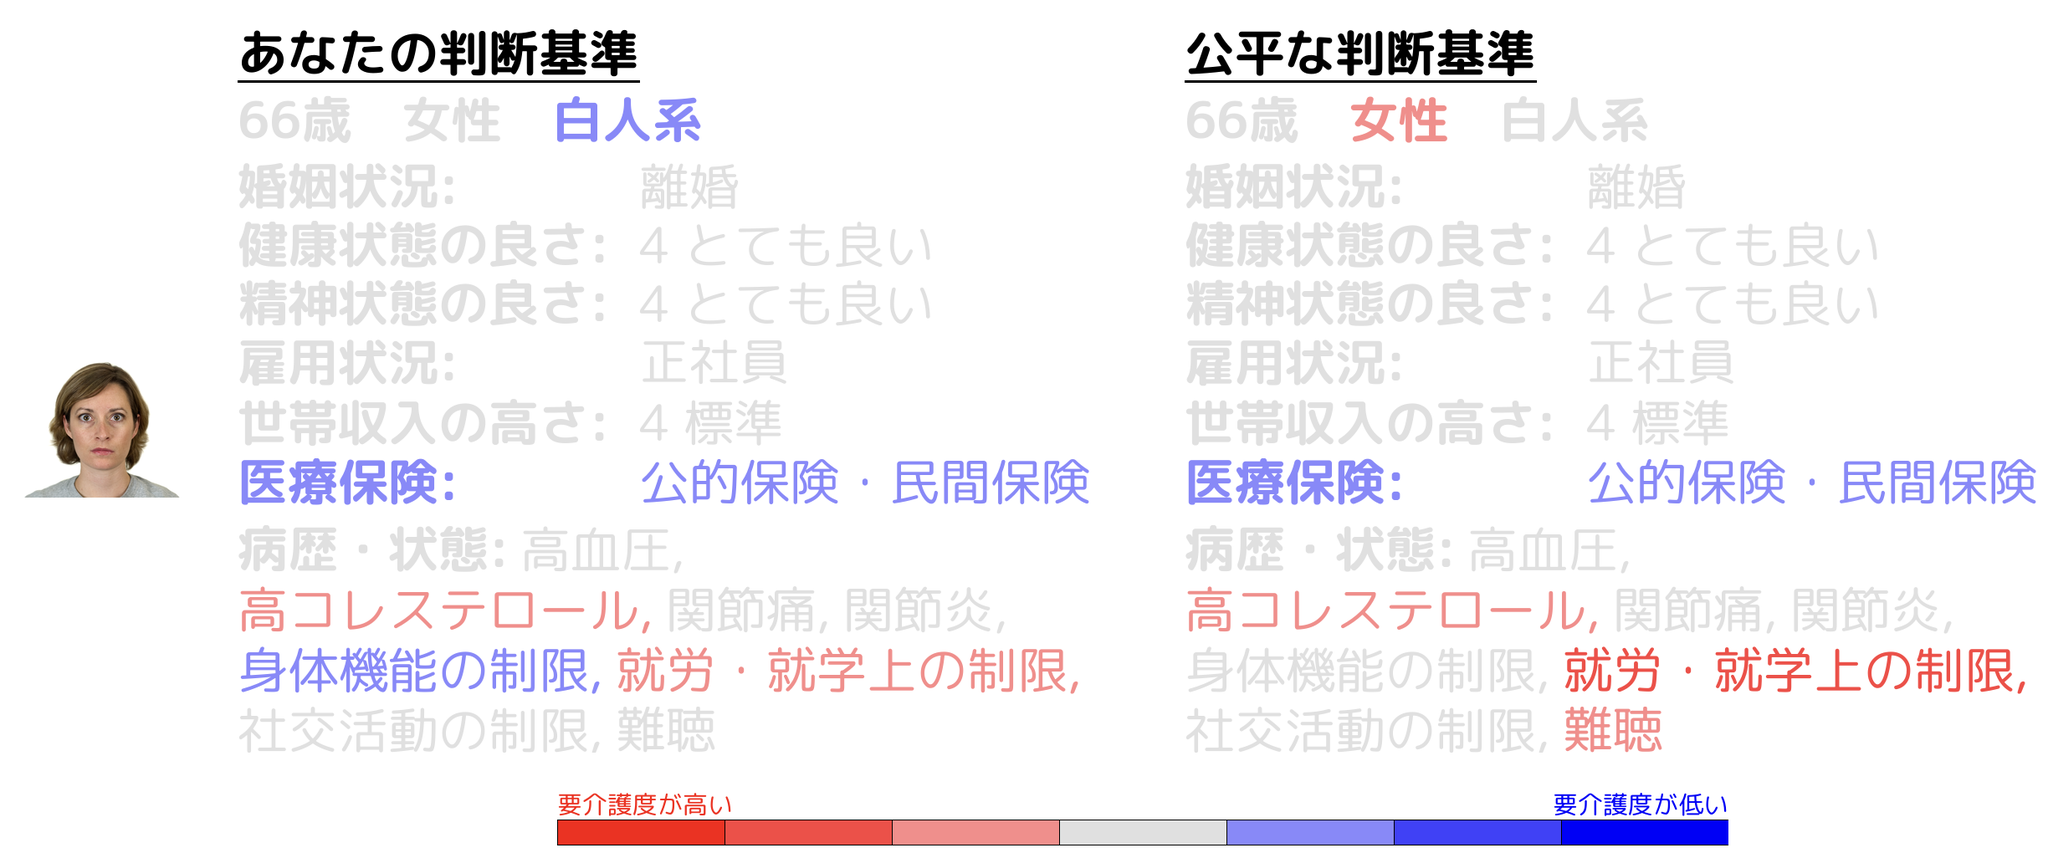 あなたの判断基準
66歳 女性 白人系
婚姻状況: 離婚
健康状態の良さ: 4 とても良い
精神状態の良さ: 4 とても良い
雇用状況: 正社員
世帯収入の高さ: 4 標準
医療保険: 公的保険・民間保険
病歴・状態: 高血圧,
高コレステロール, 関節痛, 関節炎,
身体機能の制限, 就労・就学上の制限,
社交活動の制限, 難聴
公平な判断基準
66歳 女性 白人系
婚姻状況: 離婚
健康状態の良さ: 4 とても良い
精神状態の良さ: 4 とても良い
雇用状況: 正社員
世帯収入の高さ: 4 標準
医療保険: 公的保険・民間保険
病歴・状態: 高血圧,
高コレステロール, 関節痛, 関節炎,
身体機能の制限, 就労・就学上の制限,
社交活動の制限, 難聴
要介護度が高い
要介護度が低い